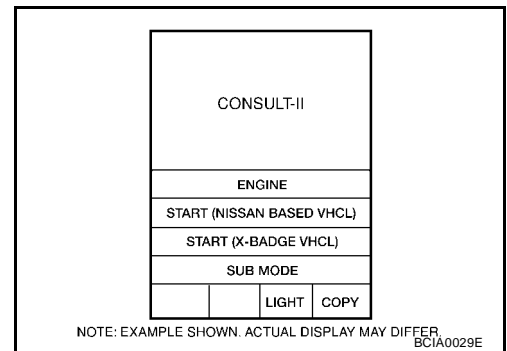 CONSULT-II
ENGINE
START (NISSAN BASED VHCL)
START (X-BADGE VHCL)
SUB MODE
LIGHT COPY
NOTE: EXAMPLE SHOWN. ACTUAL DISPLAY MAY DIFFER.
BCIA0029E